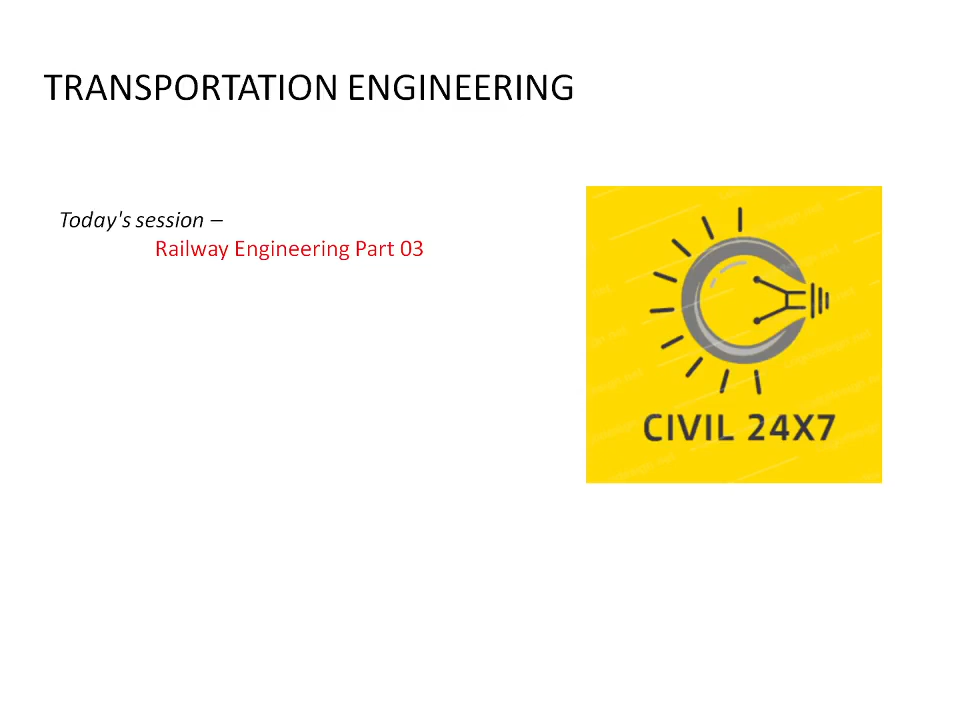 TRANSPORTATION ENGINEERING
Today's session –
Railway Engineering Part 03
CIVIL 24X7